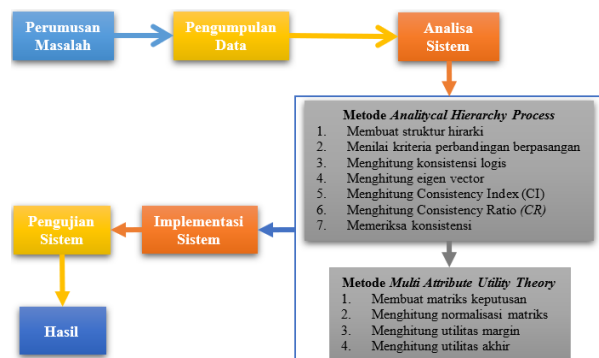 Perumusan
Masalah
Pengumpulan
Data
Analisa
Sistem
Metode Analitycal Hierarchy Process
1. Membuat struktur hirarki
2. Menilai kriteria perbandingan berpasangan
3. Menghitung konsistensi logis
4. Menghitung eigen vector
5. Menghitung Consistency Index (CI)
6. Menghitung Consistency Ratio (CR)
7. Memeriksa konsistensi
Metode Multi Attribute Utility Theory
1. Membuat matriks keputusan
2. Menghitung normalisasi matriks
3. Menghitung utilitas margin
4. Menghitung utilitas akhir
Implementasi
Sistem
Pengujian
Sistem
Hasil